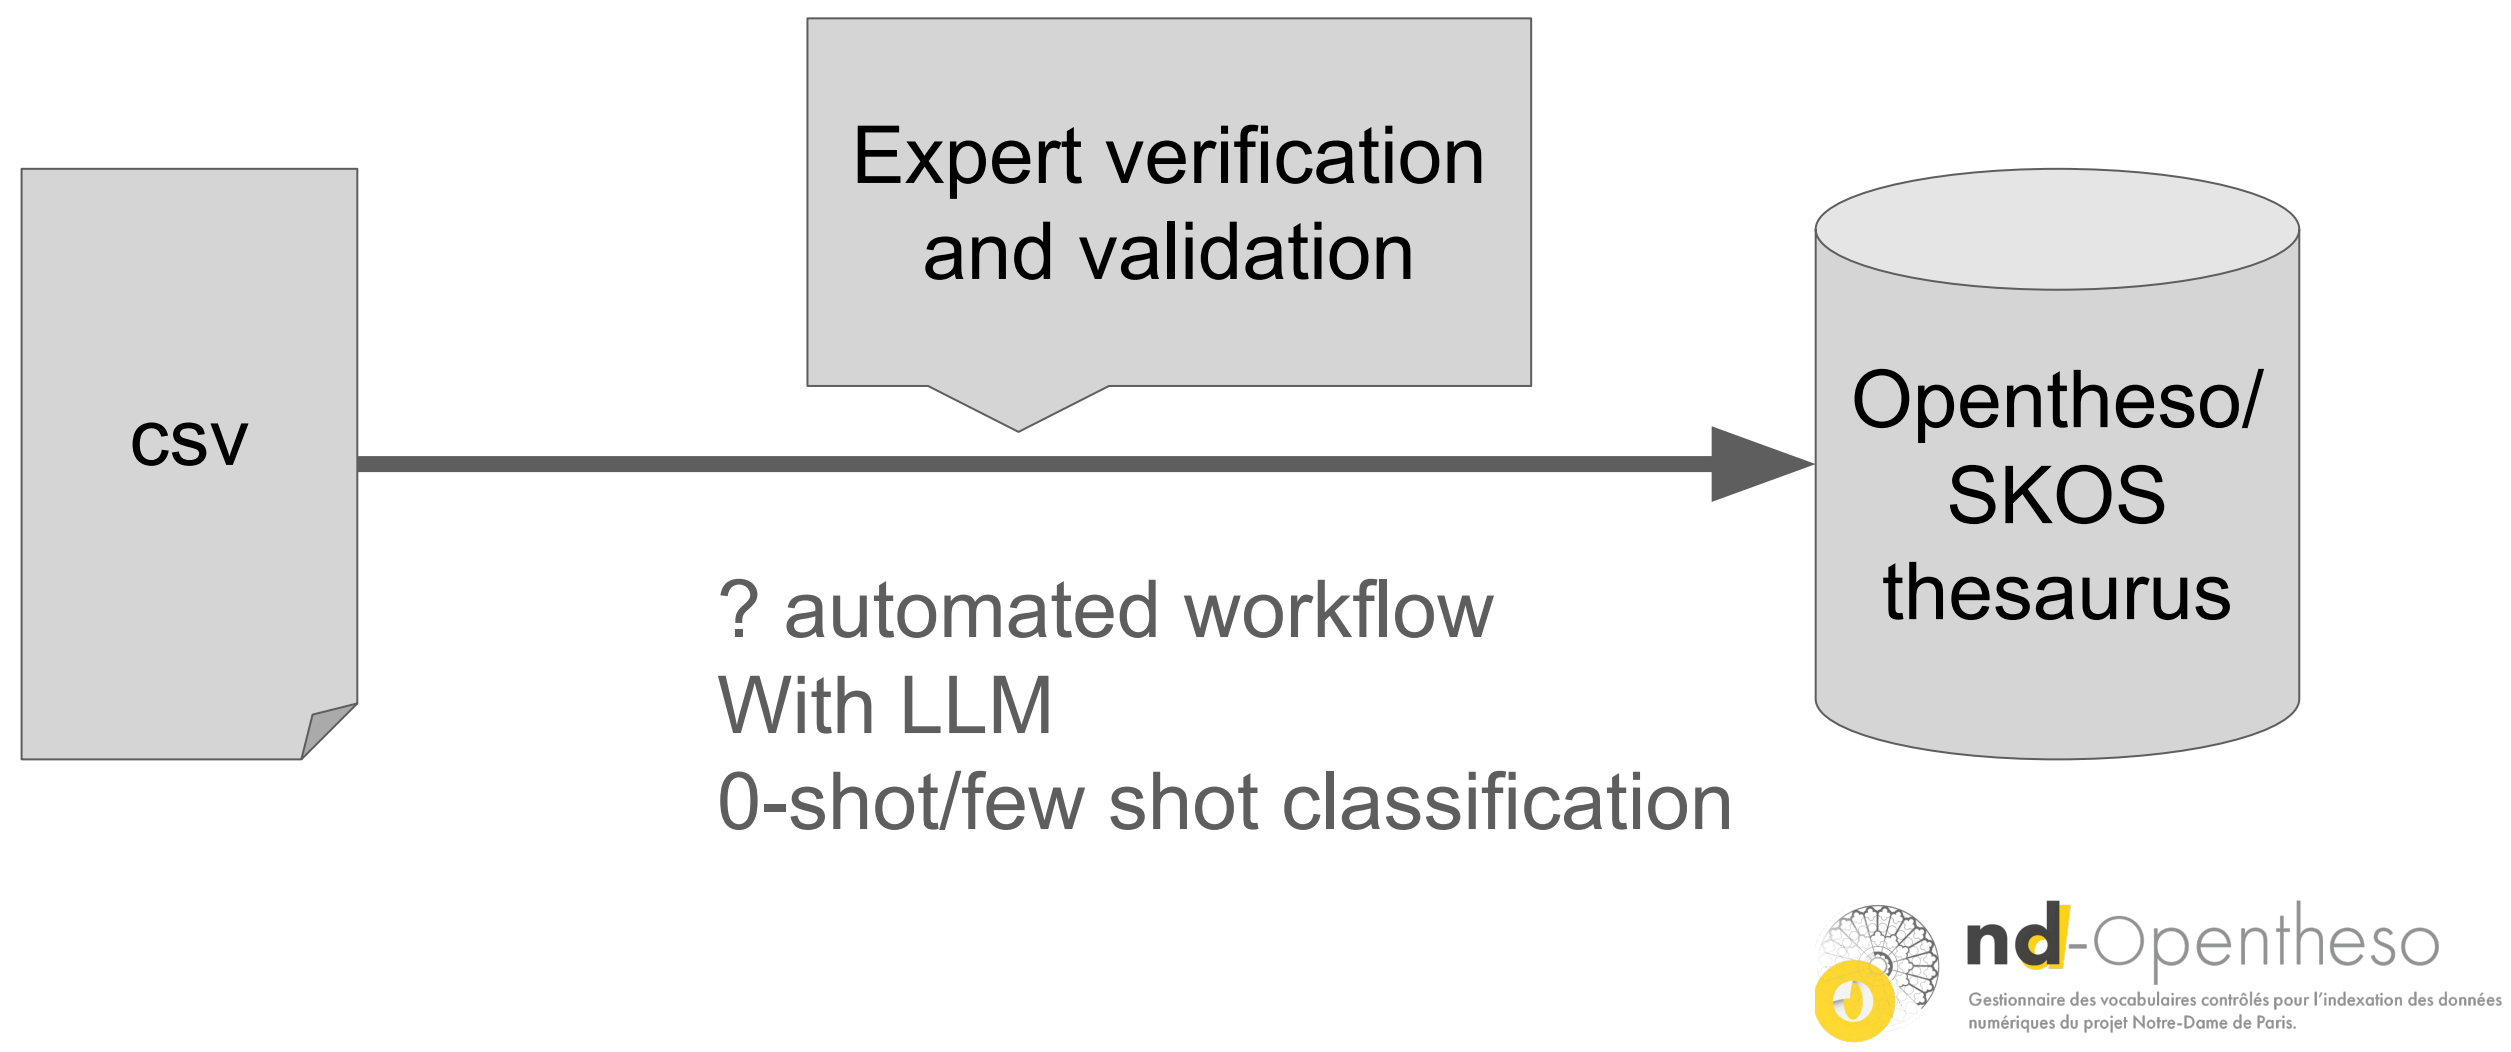 Expert verification
and validation
csv
Opentheso/
SKOS
thesaurus
? automated workflow
With LLM
0-shot/few shot classification
nd-Opentheso
Gestionnaire des vocabulaires contrôlés pour l'indexation des données
numériques du projet Notre-Dame de Paris.